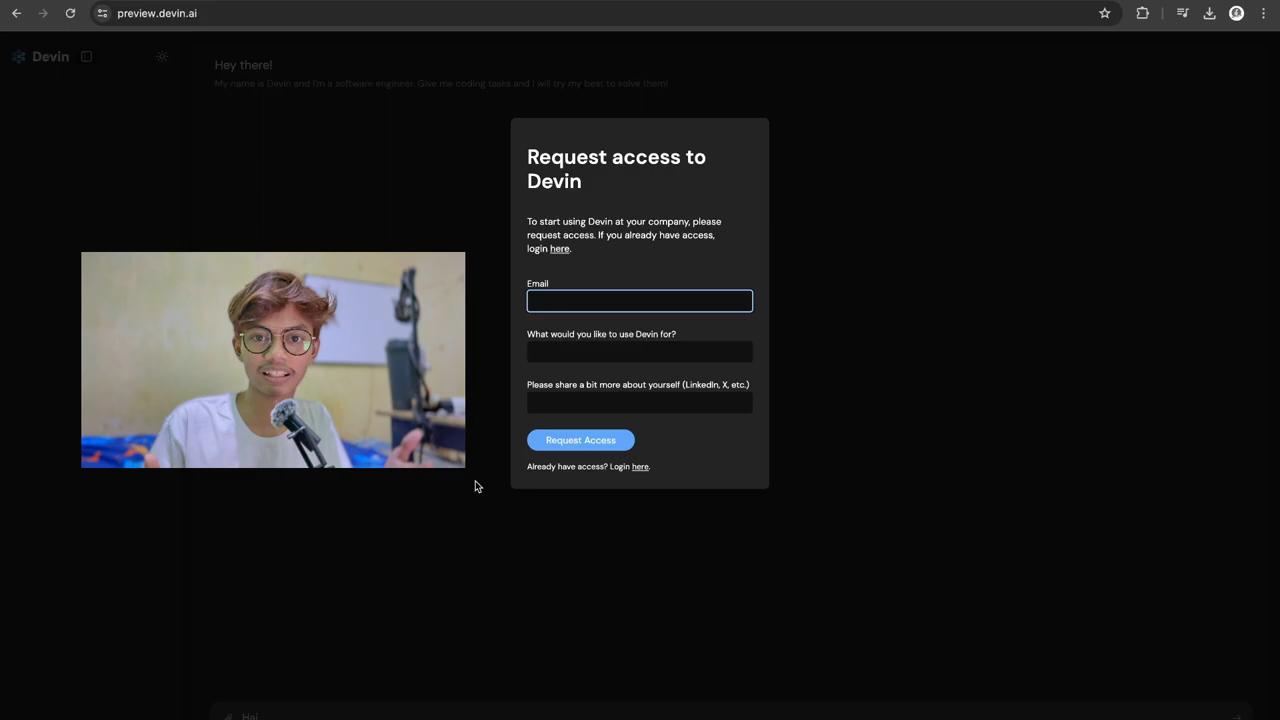 preview.devin.ai
Devin
Hey there!
My name is Devin and I'm a software engineer. Give me coding tasks and I will try my best to solve them!
Request access to
Devin
To start using Devin at your company, please
request access. If you already have access,
login here.
Email
What would you like to use Devin for?
Please share a bit more about yourself (LinkedIn, X, etc.)
Request Access
Already have access? Login here.
Hai